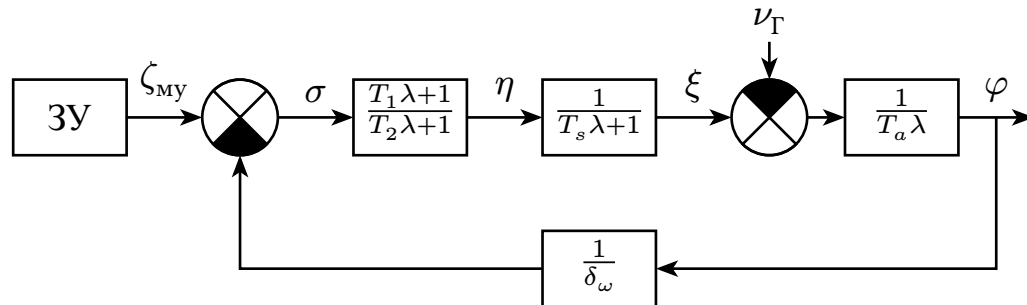 ЗУ
ζ_му
σ
T₁λ+1
T₂λ+1
η
1
T_sλ+1
ξ
ν_Г
1
T_aλ
φ
1
δ_ω